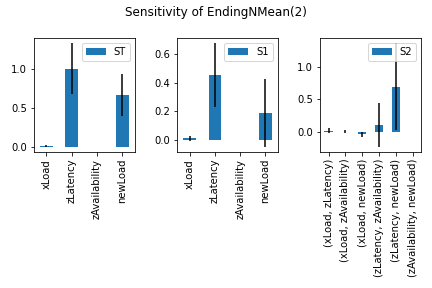 Sensitivity of EndingNMean(2)
ST
1.0
0.5
0.0
xLoad
zLatency
zAvailability
newLoad
S1
0.6
0.4
0.2
0.0
xLoad
zLatency
zAvailability
newLoad
S2
1.0
0.5
0.0
(xLoad, zLatency)
(xLoad, zAvailability)
(xLoad, newLoad)
(zLatency, zAvailability)
(zLatency, newLoad)
(zAvailability, newLoad)